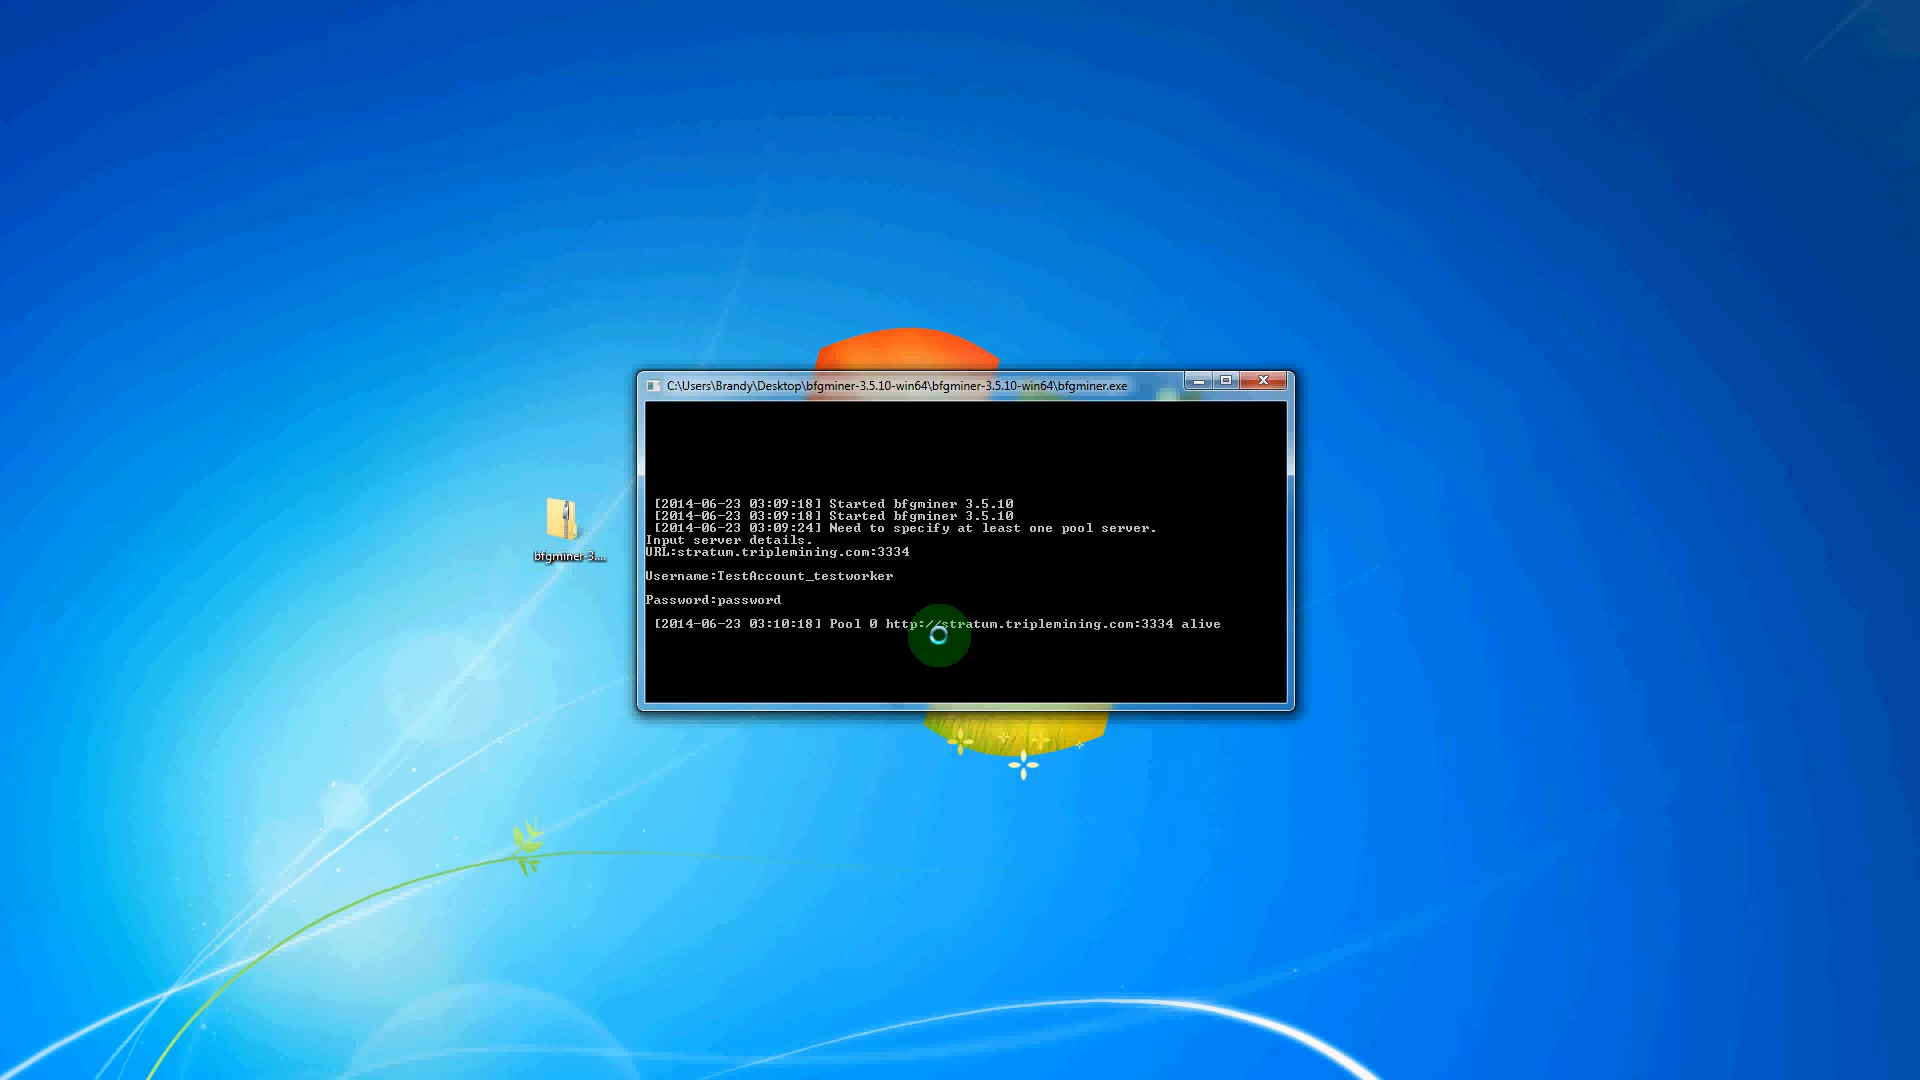 C:\Users\Brandy\Desktop\bfgminer-3.5.10-win64\bfgminer-3.5.10-win64\bfgminer.exe
[2014-06-23 03:09:18] Started bfgminer 3.5.10
[2014-06-23 03:09:18] Started bfgminer 3.5.10
[2014-06-23 03:09:24] Need to specify at least one pool server.
Input server details.
URL:stratum.triplemining.com:3334
Username:TestAccount_testworker
Password:password
[2014-06-23 03:10:18] Pool 0 http://stratum.triplemining.com:3334 alive
bfgminer-3....